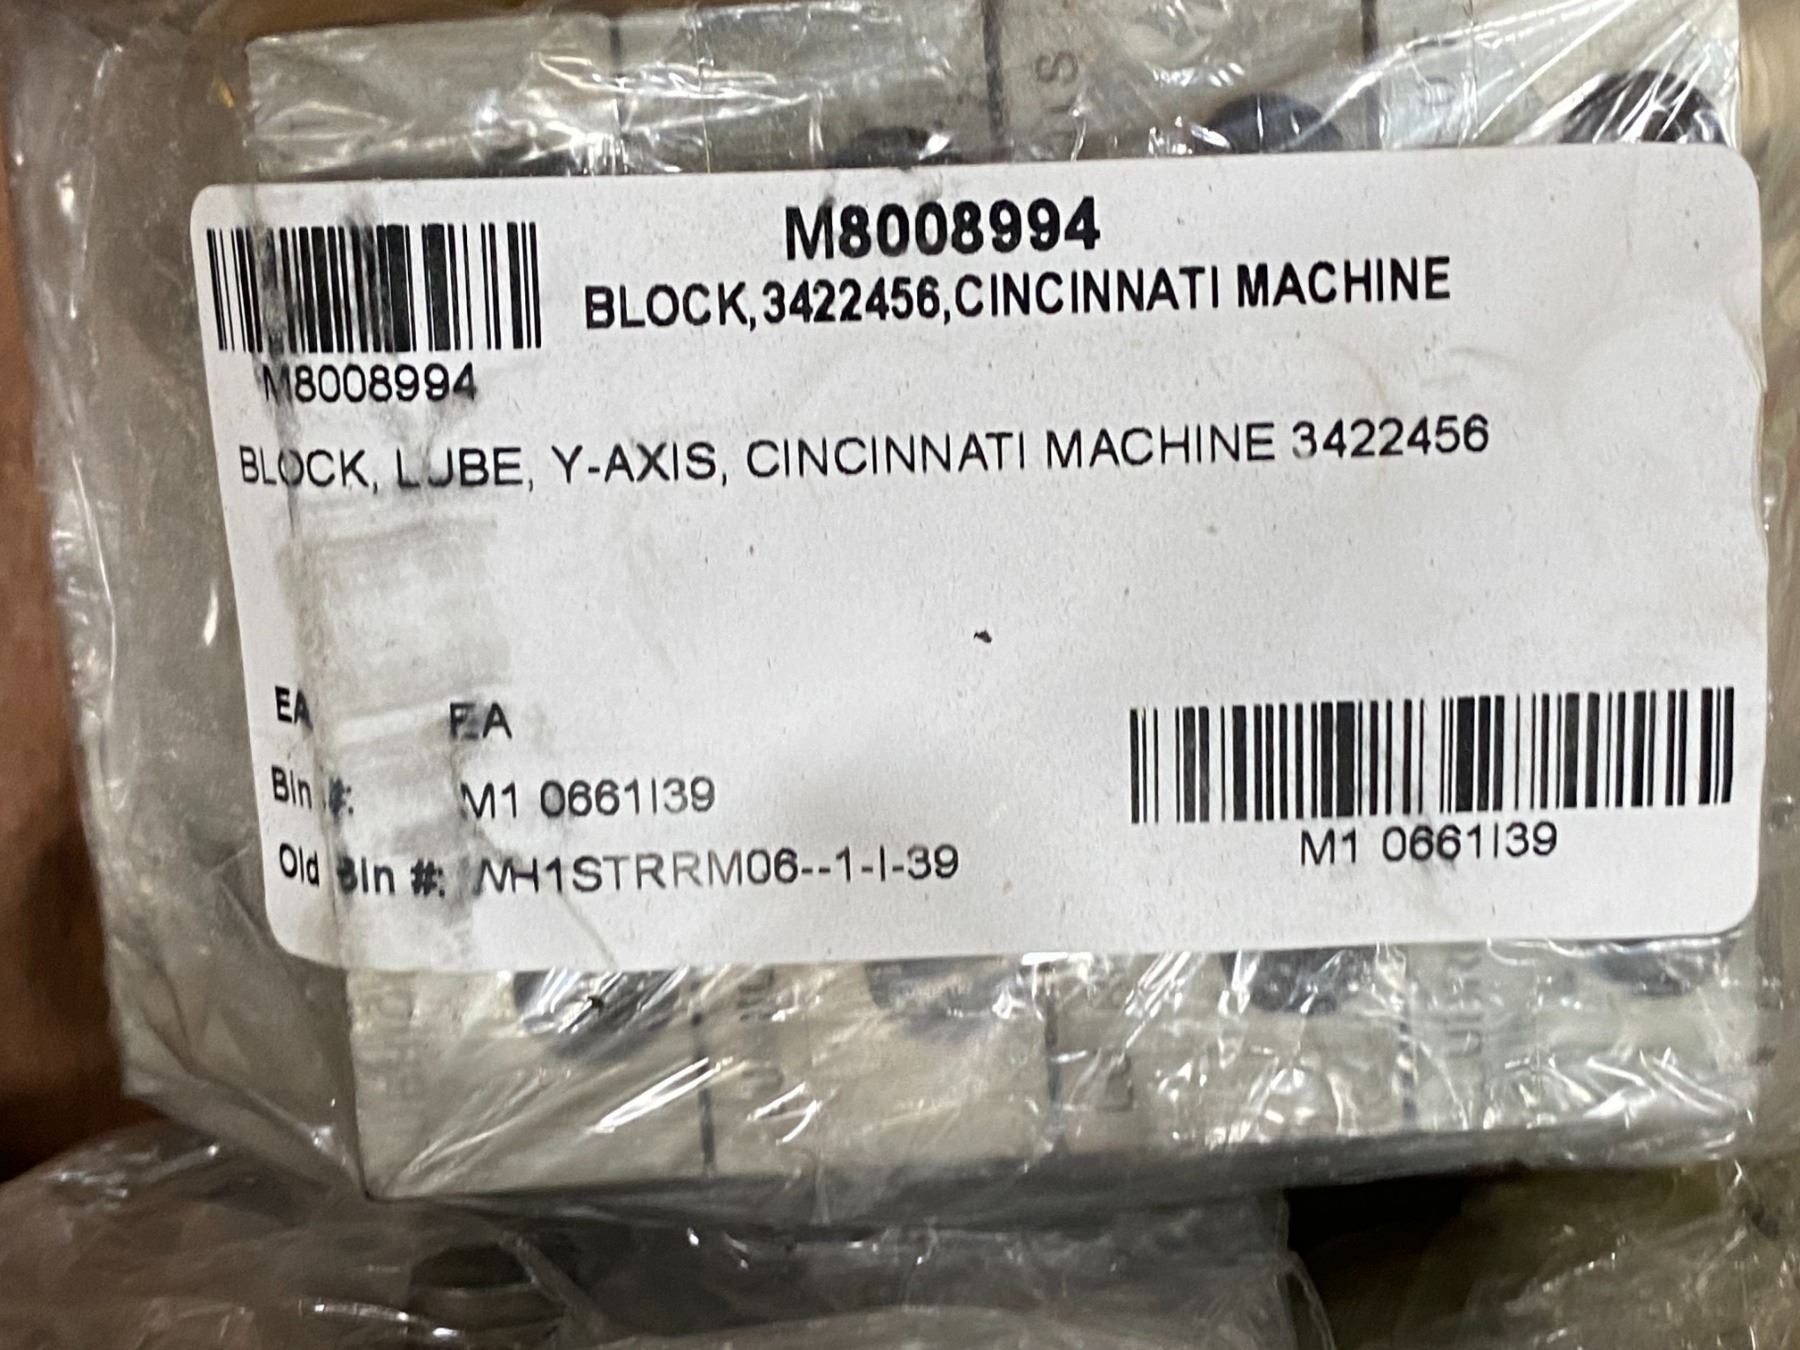 M8008994
BLOCK,3422456,CINCINNATI MACHINE
M8008994
BLOCK, LUBE, Y-AXIS, CINCINNATI MACHINE 3422456
EA EA
Bin #: M1 0661I39
Old Bin #: WH1STRRM06--1-I-39
M1 0661I39